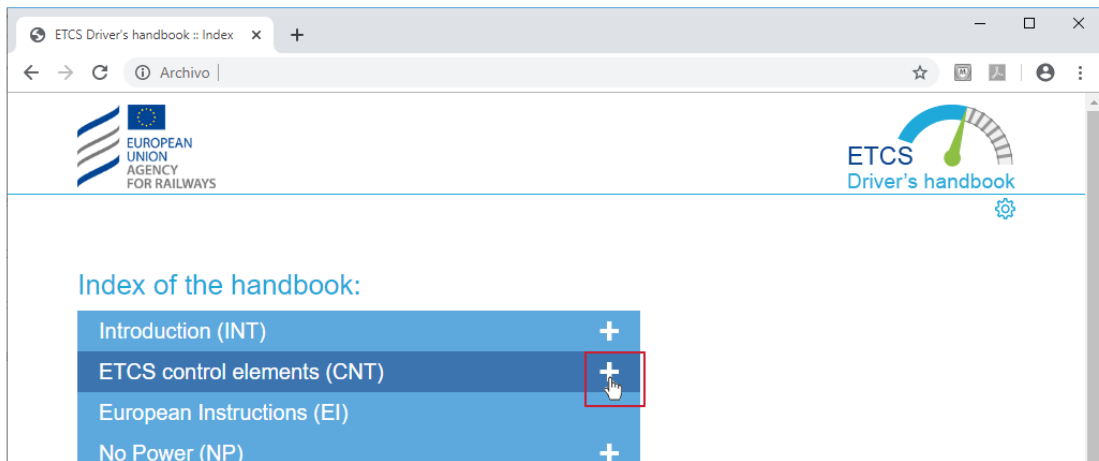 ETCS Driver's handbook :: Index
Archivo
EUROPEAN
UNION
AGENCY
FOR RAILWAYS
ETCS
Driver's handbook
Index of the handbook:
Introduction (INT)
ETCS control elements (CNT)
European Instructions (EI)
No Power (NP)